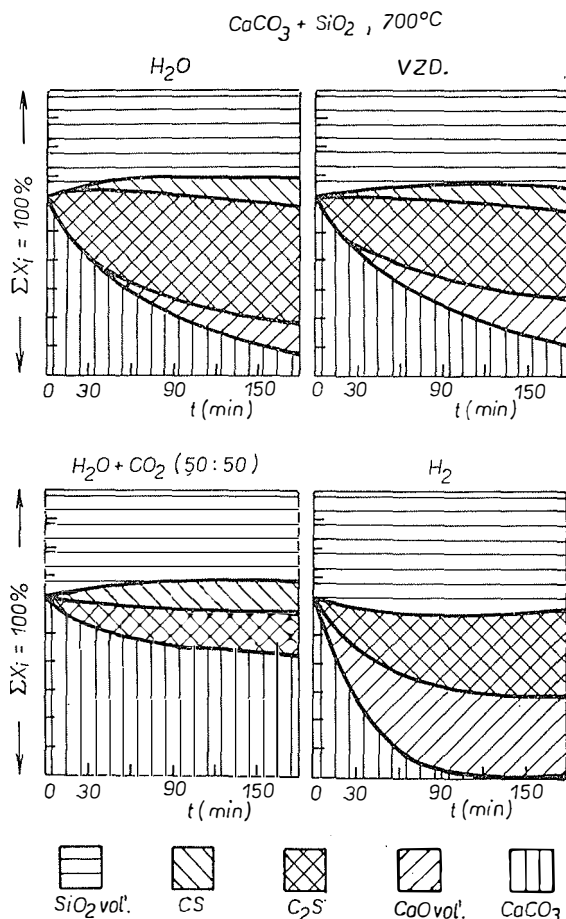 CaCO₃ + SiO₂ , 700°C
H₂O
VZD.
ΣXᵢ = 100%
0 30 90 150
t (min)
0 30 90 150
t (min)
H₂O + CO₂ (50 : 50)
H₂
ΣXᵢ = 100%
0 30 90 150
t (min)
0 30 90 150
t (min)
SiO₂ voľ.
CS
C₂S
CaO voľ.
CaCO₃